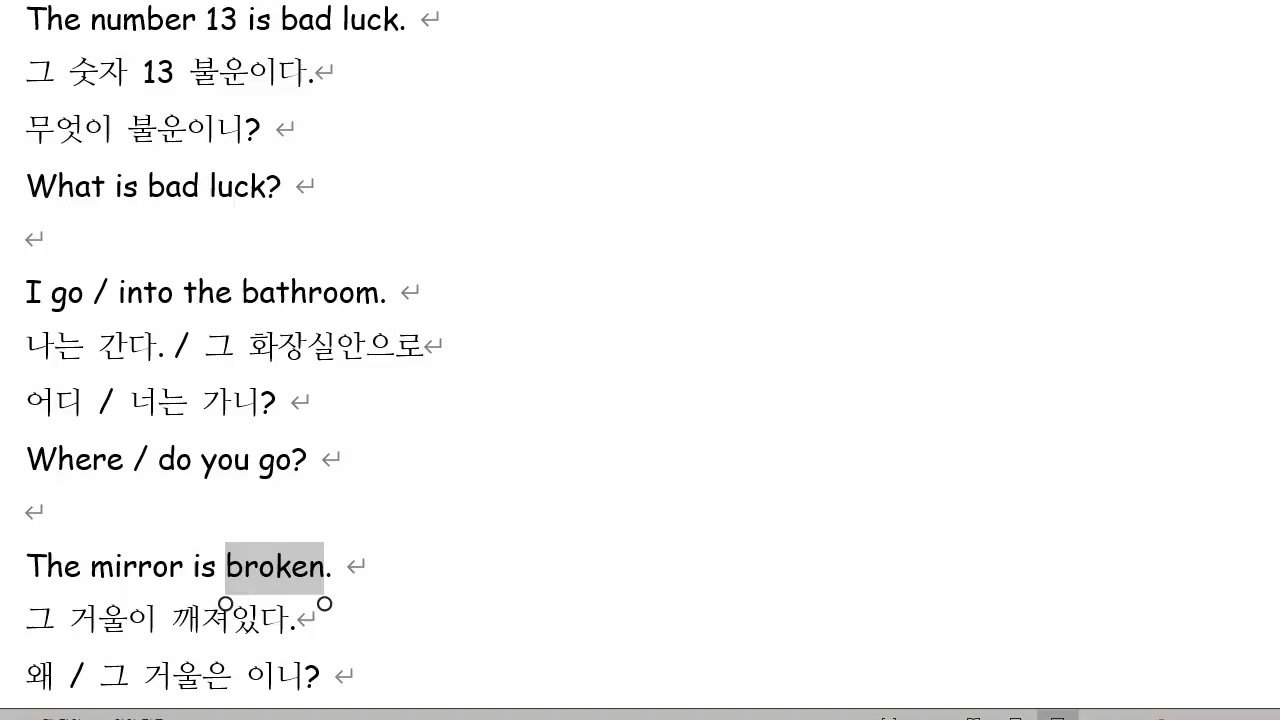 The number 13 is bad luck.
그 숫자 13 불운이다.
무엇이 불운이니?
What is bad luck?
I go / into the bathroom.
나는 간다. / 그 화장실안으로
어디 / 너는 가니?
Where / do you go?
The mirror is broken.
그 거울이 깨져있다.
왜 / 그 거울은 이니?